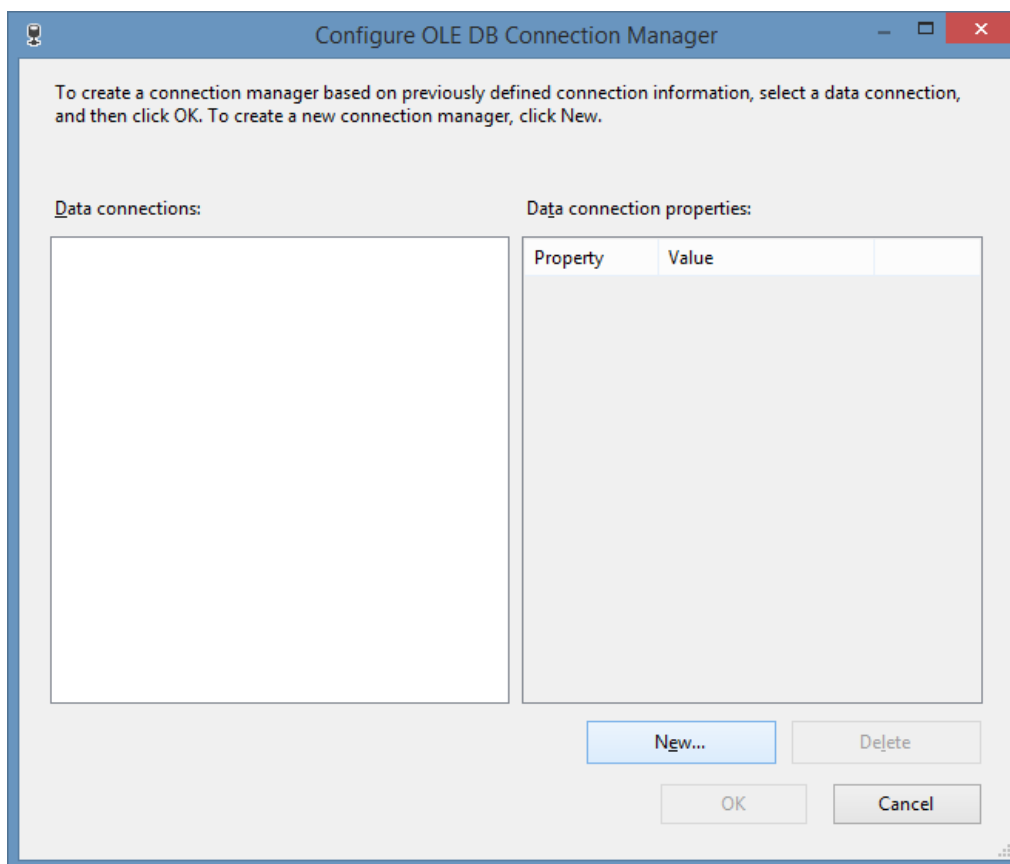 Configure OLE DB Connection Manager
To create a connection manager based on previously defined connection information, select a data connection,
and then click OK. To create a new connection manager, click New.
Data connections:
Data connection properties:
Property Value
New... Delete
OK Cancel